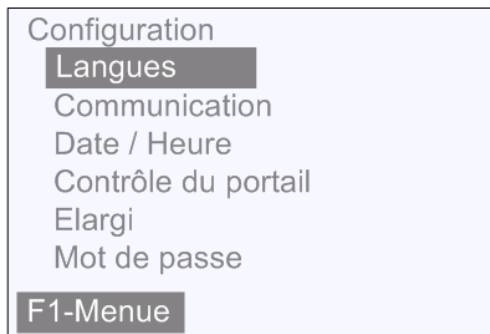 Configuration
Langues
Communication
Date / Heure
Contrôle du portail
Elargi
Mot de passe
F1-Menue